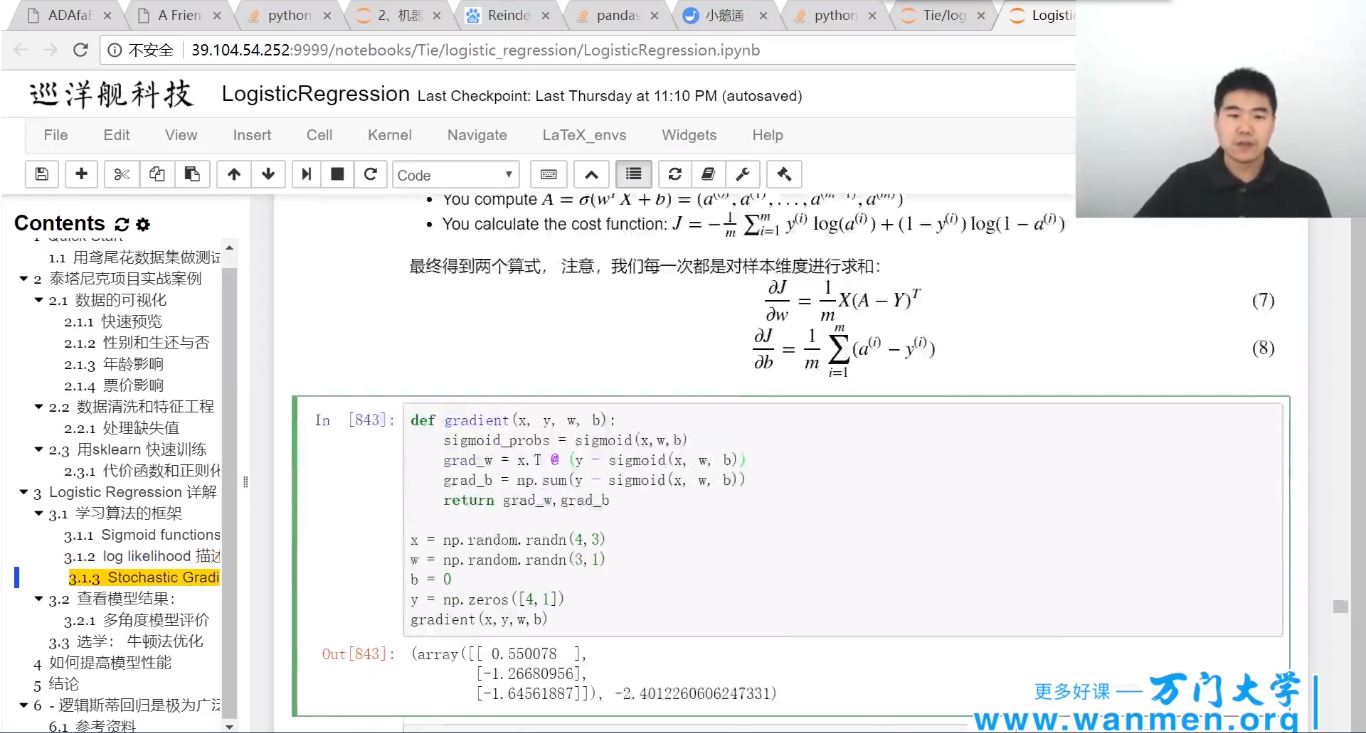 ADAfaE
A Frien
python
2、机器
Reinde
pandas
小鹅通
python
Tie/log
Logisti
不安全
39.104.54.252:9999/notebooks/Tie/logistic_regression/LogisticRegression.ipynb
巡洋舰科技
LogisticRegression Last Checkpoint: Last Thursday at 11:10 PM (autosaved)
File Edit View Insert Cell Kernel Navigate LaTeX_envs Widgets Help
Code
Contents
1 Quick Start
1.1 用鸢尾花数据集做测试
2 泰塔尼克项目实战案例
2.1 数据的可视化
2.1.1 快速预览
2.1.2 性别和生还与否
2.1.3 年龄影响
2.1.4 票价影响
2.2 数据清洗和特征工程
2.2.1 处理缺失值
2.3 用sklearn 快速训练
2.3.1 代价函数和正则化
3 Logistic Regression 详解
3.1 学习算法的框架
3.1.1 Sigmoid functions
3.1.2 log likelihood 描述
3.1.3 Stochastic Gradi
3.2 查看模型结果：
3.2.1 多角度模型评价
3.3 选学： 牛顿法优化
4 如何提高模型性能
5 结论
6 - 逻辑斯蒂回归是极为广泛
6.1 参考资料
• You compute A = σ(wᵀX + b) = (a⁽⁰⁾, a⁽¹⁾, . . . , a⁽ᵐ⁻¹⁾, a⁽ᵐ⁾)
• You calculate the cost function: J = −1/m ∑ᵢ₌₁ᵐ y⁽ⁱ⁾ log(a⁽ⁱ⁾) + (1 − y⁽ⁱ⁾) log(1 − a⁽ⁱ⁾)
最终得到两个算式， 注意，我们每一次都是对样本维度进行求和：
∂J/∂w = 1/m X(A − Y)ᵀ (7)
∂J/∂b = 1/m ∑ᵢ₌₁ᵐ (a⁽ⁱ⁾ − y⁽ⁱ⁾) (8)
In [843]: def gradient(x, y, w, b):
sigmoid_probs = sigmoid(x,w,b)
grad_w = x.T @ (y - sigmoid(x, w, b))
grad_b = np.sum(y - sigmoid(x, w, b))
return grad_w,grad_b
x = np.random.randn(4,3)
w = np.random.randn(3,1)
b = 0
y = np.zeros([4,1])
gradient(x,y,w,b)
Out[843]: (array([[ 0.550078 ],
[-1.26680956],
[-1.64561887]]), -2.4012260606247331)
更多好课 — 万门大学
www.wanmen.org